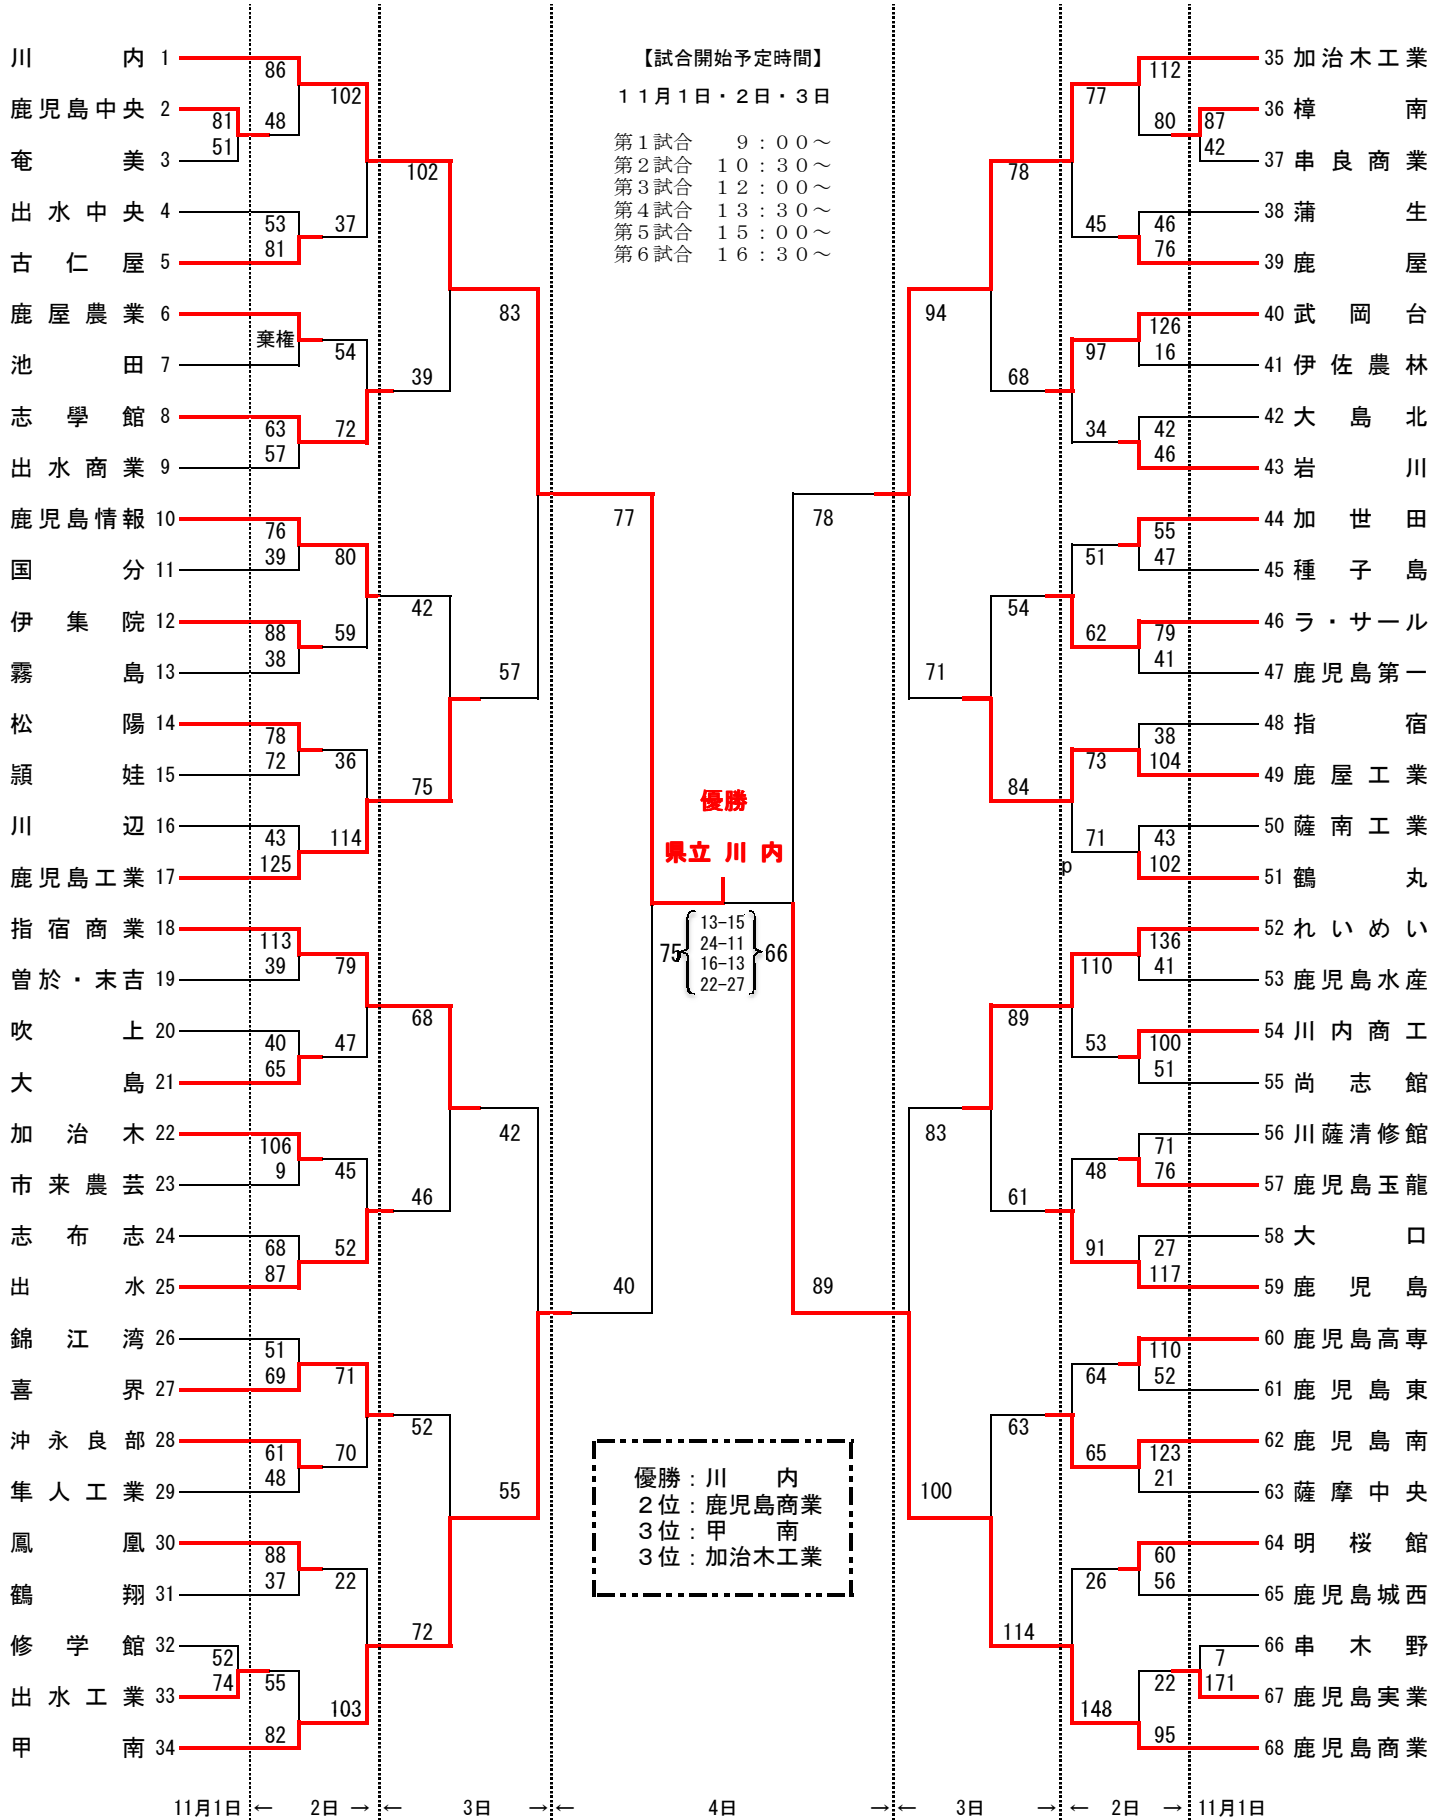 【試合開始予定時間】
11月1日・2日・3日
第1試合 9:00～
第2試合 10:30～
第3試合 12:00～
第4試合 13:30～
第5試合 15:00～
第6試合 16:30～
川内 1
鹿児島中央 2
奄美 3
出水中央 4
古仁屋 5
鹿屋農業 6
池田 7
志學館 8
出水商業 9
鹿児島情報 10
国分 11
伊集院 12
霧島 13
松陽 14
頴娃 15
川辺 16
鹿児島工業 17
指宿商業 18
曽於・末吉 19
吹上 20
大島 21
加治木 22
市来農芸 23
志布志 24
出水 25
錦江湾 26
喜界 27
沖永良部 28
隼人工業 29
鳳凰 30
鶴翔 31
修学館 32
出水工業 33
甲南 34
81
51
52
74
86
48
53
81
棄権
63
57
76
39
88
38
78
72
43
125
113
39
40
65
106
9
68
87
51
69
61
48
88
37
55
82
102
37
54
72
80
59
36
114
79
47
45
52
71
70
22
103
102
39
42
75
68
46
52
72
83
57
42
55
77
40
優勝
県立 川 内
75
13-15
24-11
16-13
22-27
66
優勝：川 内
2位：鹿児島商業
3位：甲 南
3位：加治木工業
78
89
94
71
83
100
78
68
54
84
89
61
63
114
77
45
97
34
51
62
73
71
p
110
53
48
91
64
65
26
148
112
80
46
76
126
16
42
46
55
47
79
41
38
104
43
102
136
41
100
51
71
76
27
117
110
52
123
21
60
56
22
95
87
42
7
171
35 加治木工業
36 樟南
37 串良商業
38 蒲生
39 鹿屋
40 武岡台
41 伊佐農林
42 大島北
43 岩川
44 加世田
45 種子島
46 ラ・サール
47 鹿児島第一
48 指宿
49 鹿屋工業
50 薩南工業
51 鶴丸
52 れいめい
53 鹿児島水産
54 川内商工
55 尚志館
56 川薩清修館
57 鹿児島玉龍
58 大口
59 鹿児島
60 鹿児島高専
61 鹿児島東
62 鹿児島南
63 薩摩中央
64 明桜館
65 鹿児島城西
66 串木野
67 鹿児島実業
68 鹿児島商業
11月1日 ← 2日 → ← 3日 → ← 4日 → ← 3日 → ← 2日 → 11月1日